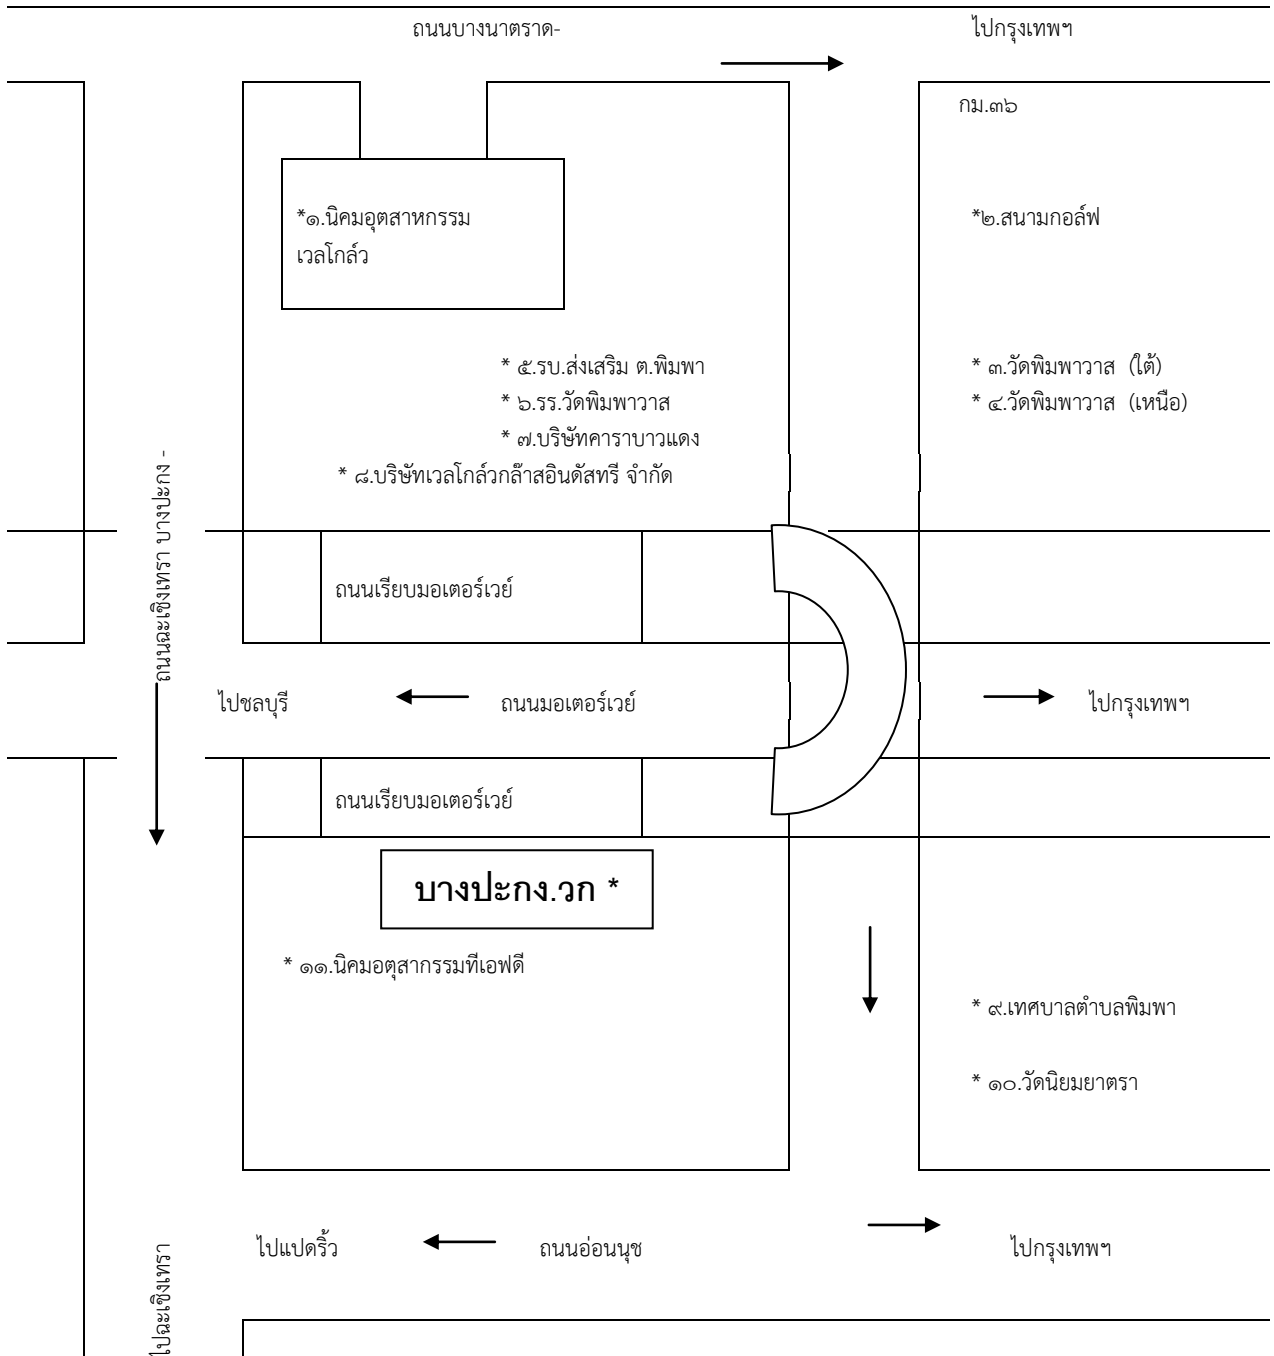 ถนนบางนาตราด-
ไปกรุงเทพฯ
กม.๓๖
*๑.นิคมอุตสาหกรรม
เวลโกล์ว
*๒.สนามกอล์ฟ
* ๕.รบ.ส่งเสริม ต.พิมพา
* ๖.รร.วัดพิมพาวาส
* ๗.บริษัทคาราบาวแดง
* ๘.บริษัทเวลโกล์วกล๊าสอินดัสทรี จำกัด
* ๓.วัดพิมพาวาส (ใต้)
* ๔.วัดพิมพาวาส (เหนือ)
ถนนฉะเชิงเทรา บางปะกง -
ถนนเรียบมอเตอร์เวย์
ไปชลบุรี
ถนนมอเตอร์เวย์
ไปกรุงเทพฯ
ถนนเรียบมอเตอร์เวย์
บางปะกง.วก *
* ๑๑.นิคมอตุสากรรมทีเอฟดี
* ๙.เทศบาลตำบลพิมพา
* ๑๐.วัดนิยมยาตรา
ไปแปดริ้ว
ถนนอ่อนนุช
ไปกรุงเทพฯ
ไปฉะเชิงเทรา